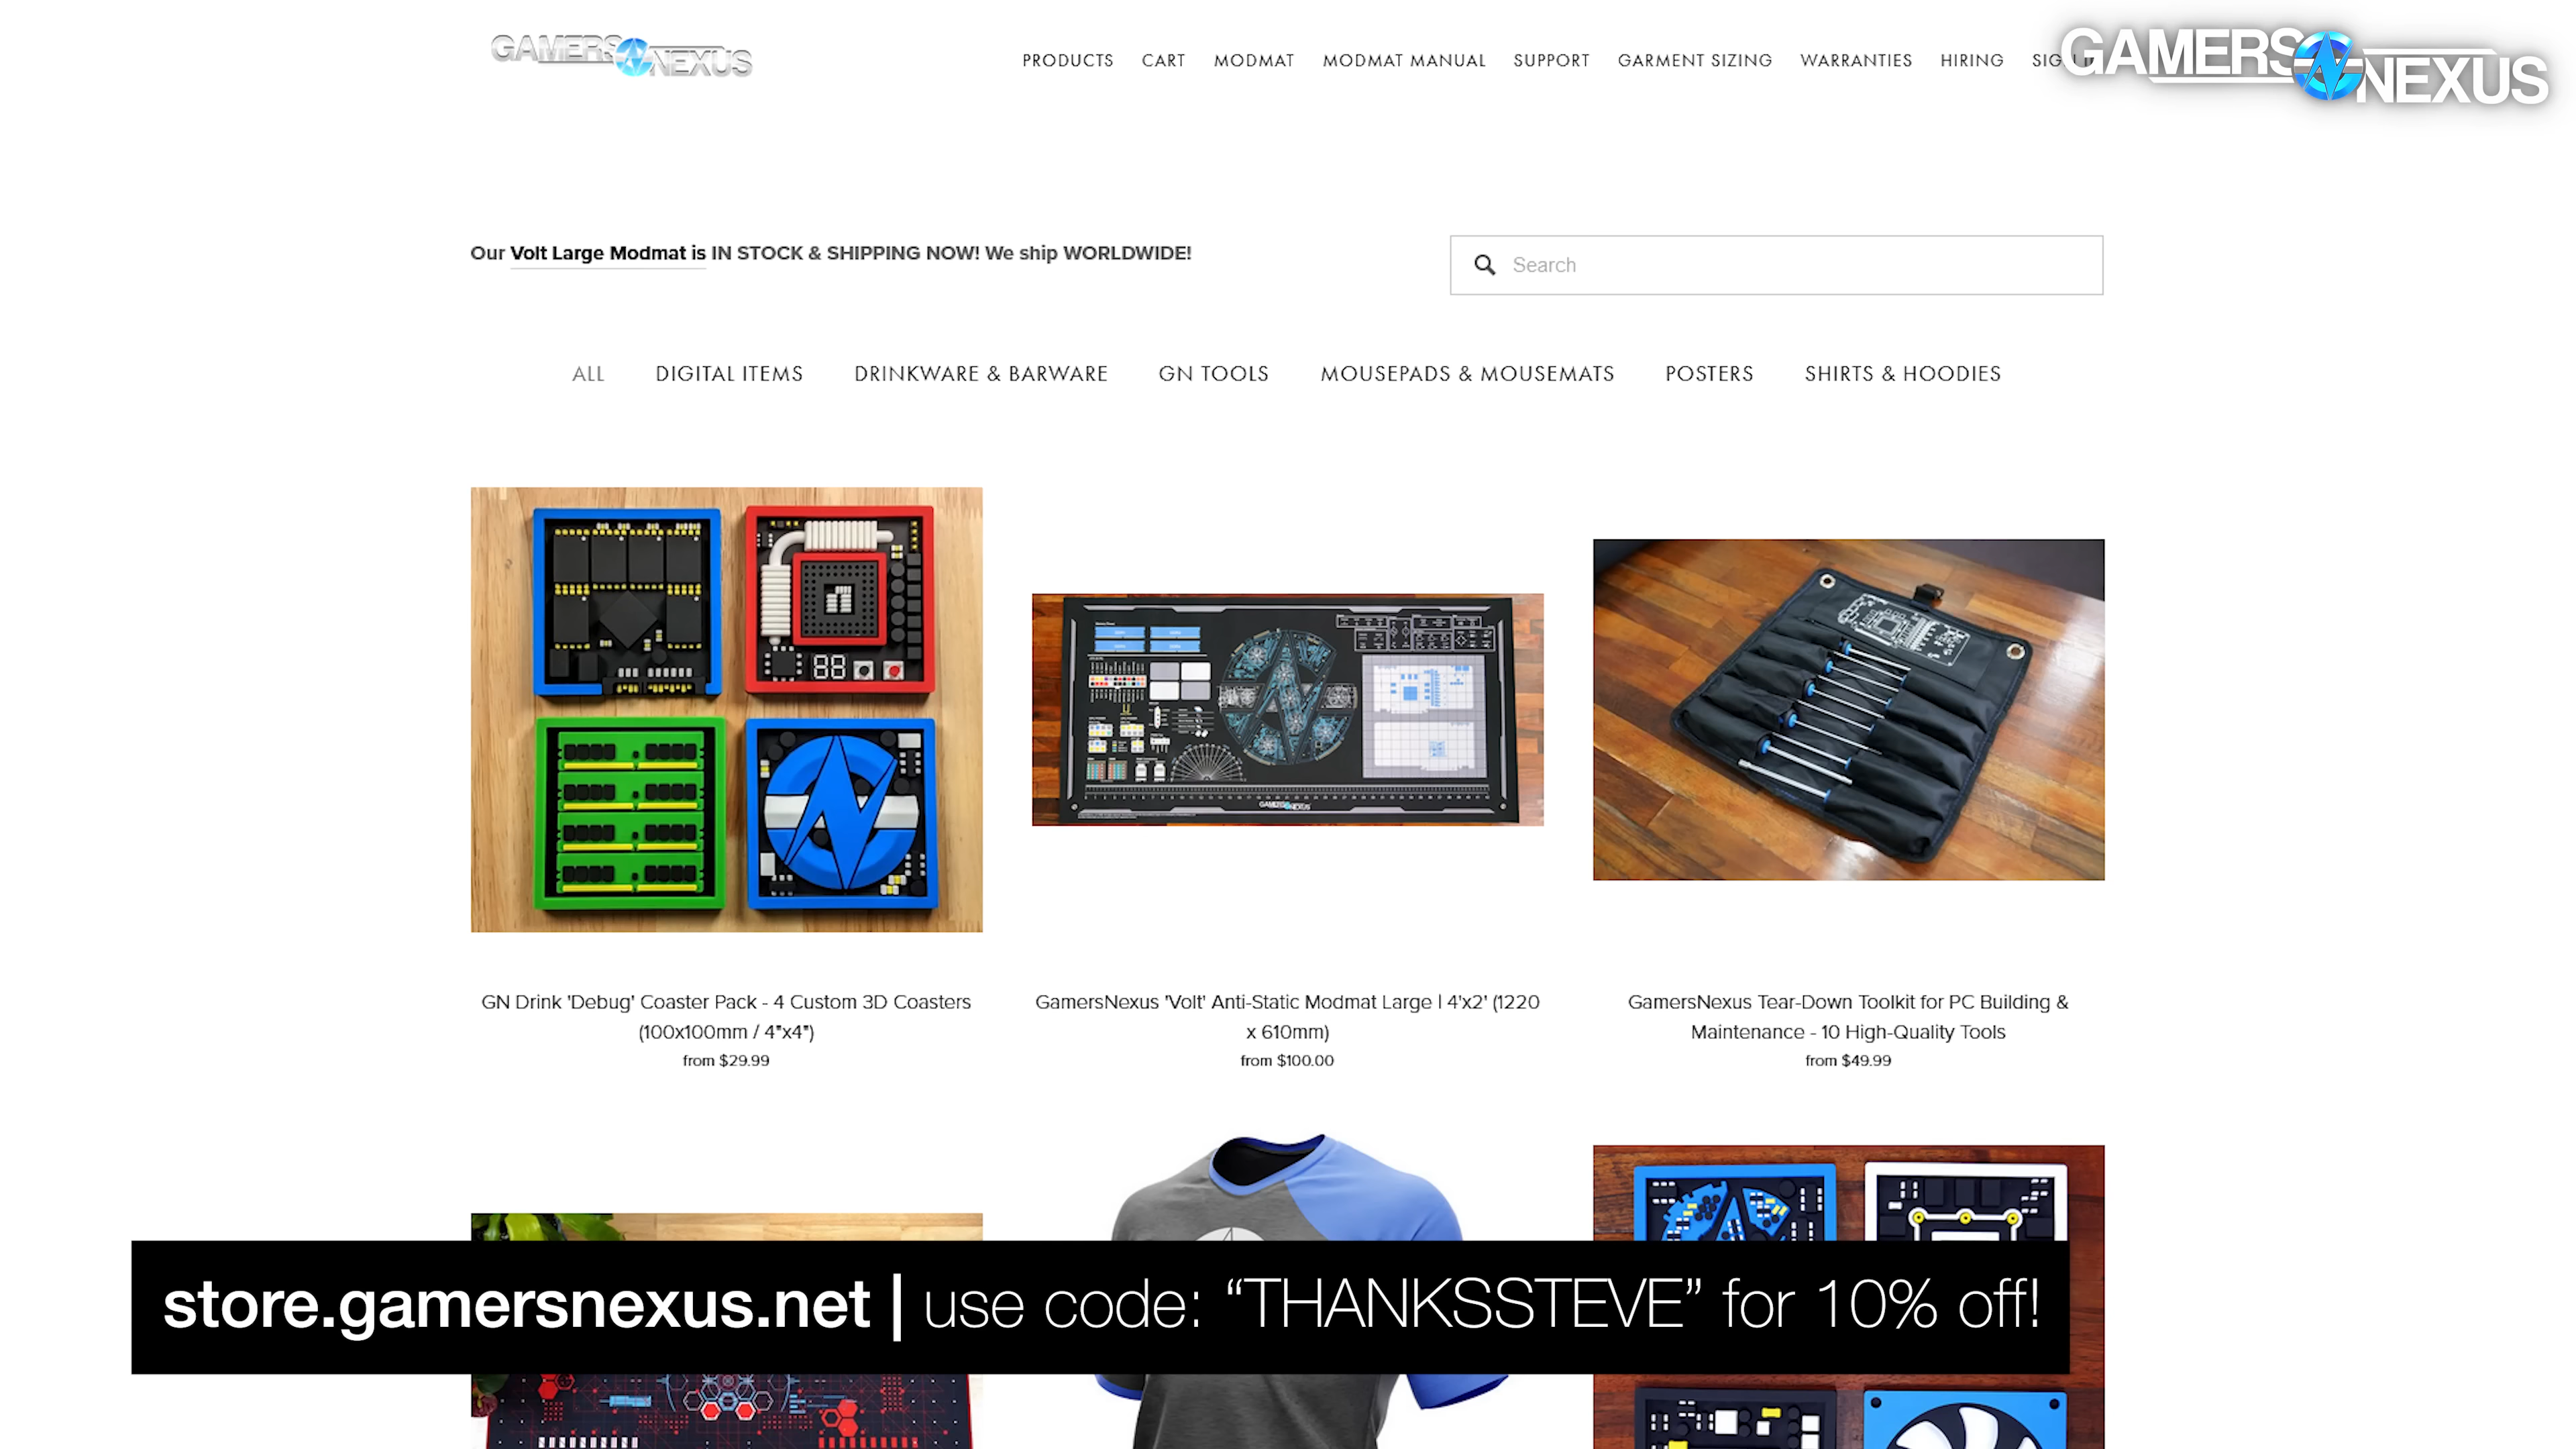 GAMERS NEXUS
PRODUCTS CART MODMAT MODMAT MANUAL SUPPORT GARMENT SIZING WARRANTIES HIRING
GAMERS NEXUS
Our Volt Large Modmat is IN STOCK & SHIPPING NOW! We ship WORLDWIDE!
Search
ALL DIGITAL ITEMS DRINKWARE & BARWARE GN TOOLS MOUSEPADS & MOUSEMATS POSTERS SHIRTS & HOODIES
88
GAMERS NEXUS
GN Drink 'Debug' Coaster Pack - 4 Custom 3D Coasters
(100x100mm / 4"x4")
from $29.99
GamersNexus 'Volt' Anti-Static Modmat Large | 4'x2' (1220
x 610mm)
from $100.00
GamersNexus Tear-Down Toolkit for PC Building &
Maintenance - 10 High-Quality Tools
from $49.99
store.gamersnexus.net | use code: “THANKSSTEVE” for 10% off!